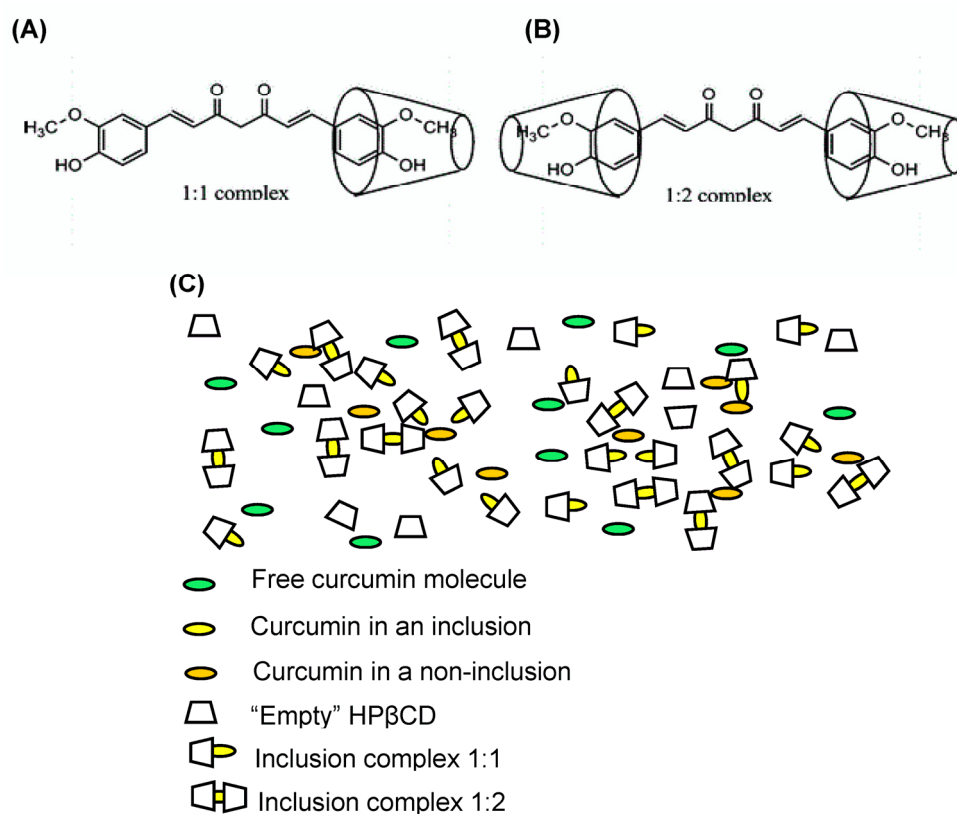 (A)
(B)
O O
H₃C
O
HO
O
CH₃
OH
1:1 complex
O O
H₃C
O
HO
O
CH₃
OH
1:2 complex
(C)
Free curcumin molecule
Curcumin in an inclusion
Curcumin in a non-inclusion
“Empty” HPβCD
Inclusion complex 1:1
Inclusion complex 1:2